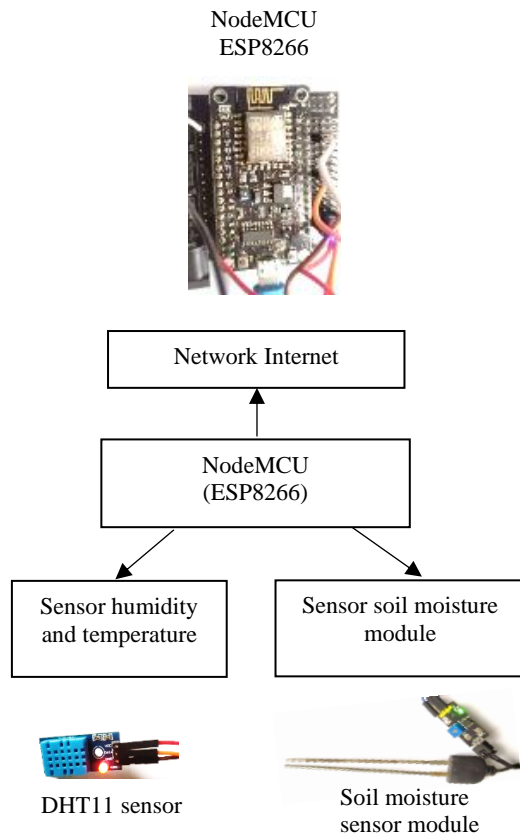 NodeMCU
ESP8266
Network Internet
NodeMCU
(ESP8266)
Sensor humidity
and temperature
Sensor soil moisture
module
DHT11 sensor
Soil moisture
sensor module